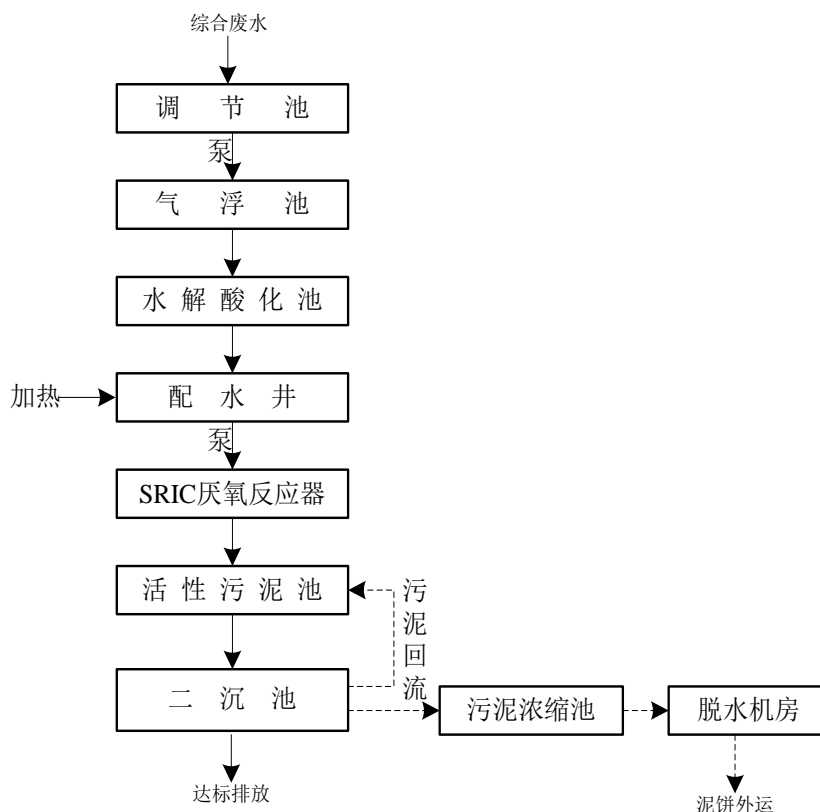 综合废水
调节池
泵
气浮池
水解酸化池
加热
配水井
泵
SRIC厌氧反应器
活性污泥池
污泥回流
二沉池
污泥浓缩池
脱水机房
达标排放
泥饼外运